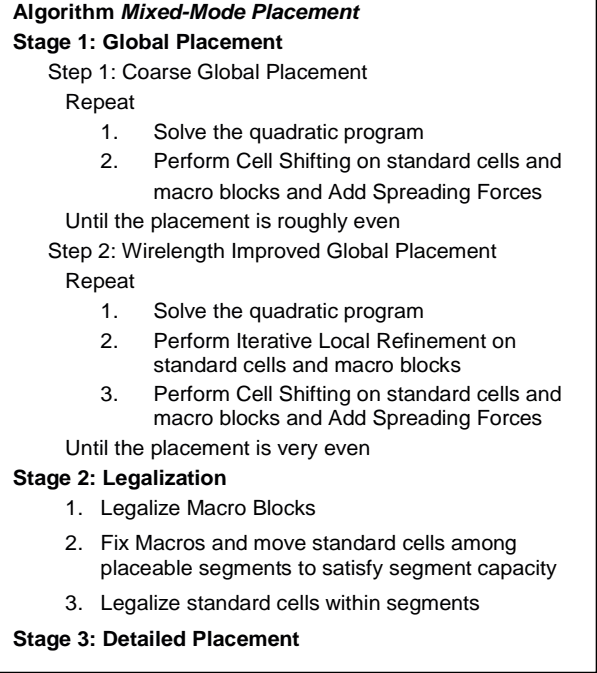 Algorithm Mixed-Mode Placement
Stage 1: Global Placement
Step 1: Coarse Global Placement
Repeat
1. Solve the quadratic program
2. Perform Cell Shifting on standard cells and
macro blocks and Add Spreading Forces
Until the placement is roughly even
Step 2: Wirelength Improved Global Placement
Repeat
1. Solve the quadratic program
2. Perform Iterative Local Refinement on
standard cells and macro blocks
3. Perform Cell Shifting on standard cells and
macro blocks and Add Spreading Forces
Until the placement is very even
Stage 2: Legalization
1. Legalize Macro Blocks
2. Fix Macros and move standard cells among
placeable segments to satisfy segment capacity
3. Legalize standard cells within segments
Stage 3: Detailed Placement